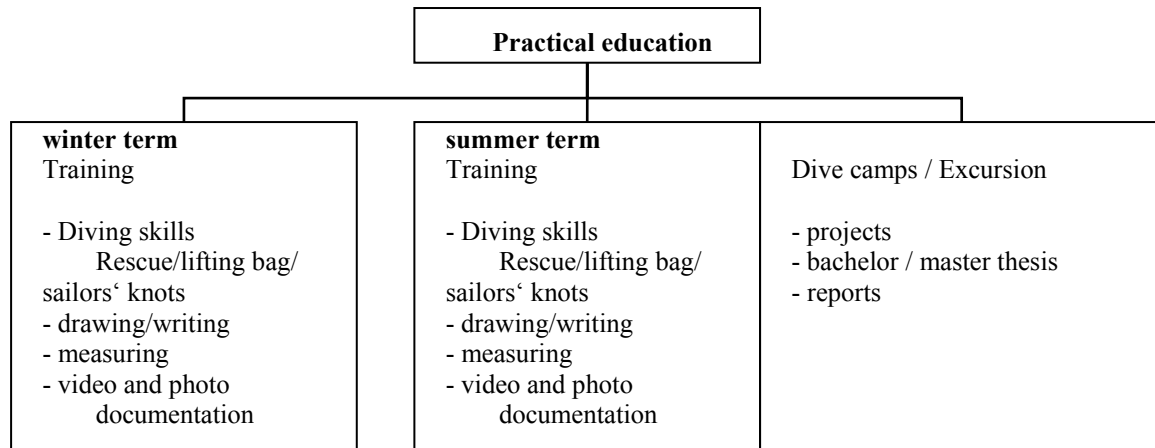 Practical education
winter term
Training
- Diving skills
Rescue/lifting bag/
sailors‘ knots
- drawing/writing
- measuring
- video and photo
documentation
summer term
Training
- Diving skills
Rescue/lifting bag/
sailors‘ knots
- drawing/writing
- measuring
- video and photo
documentation
Dive camps / Excursion
- projects
- bachelor / master thesis
- reports